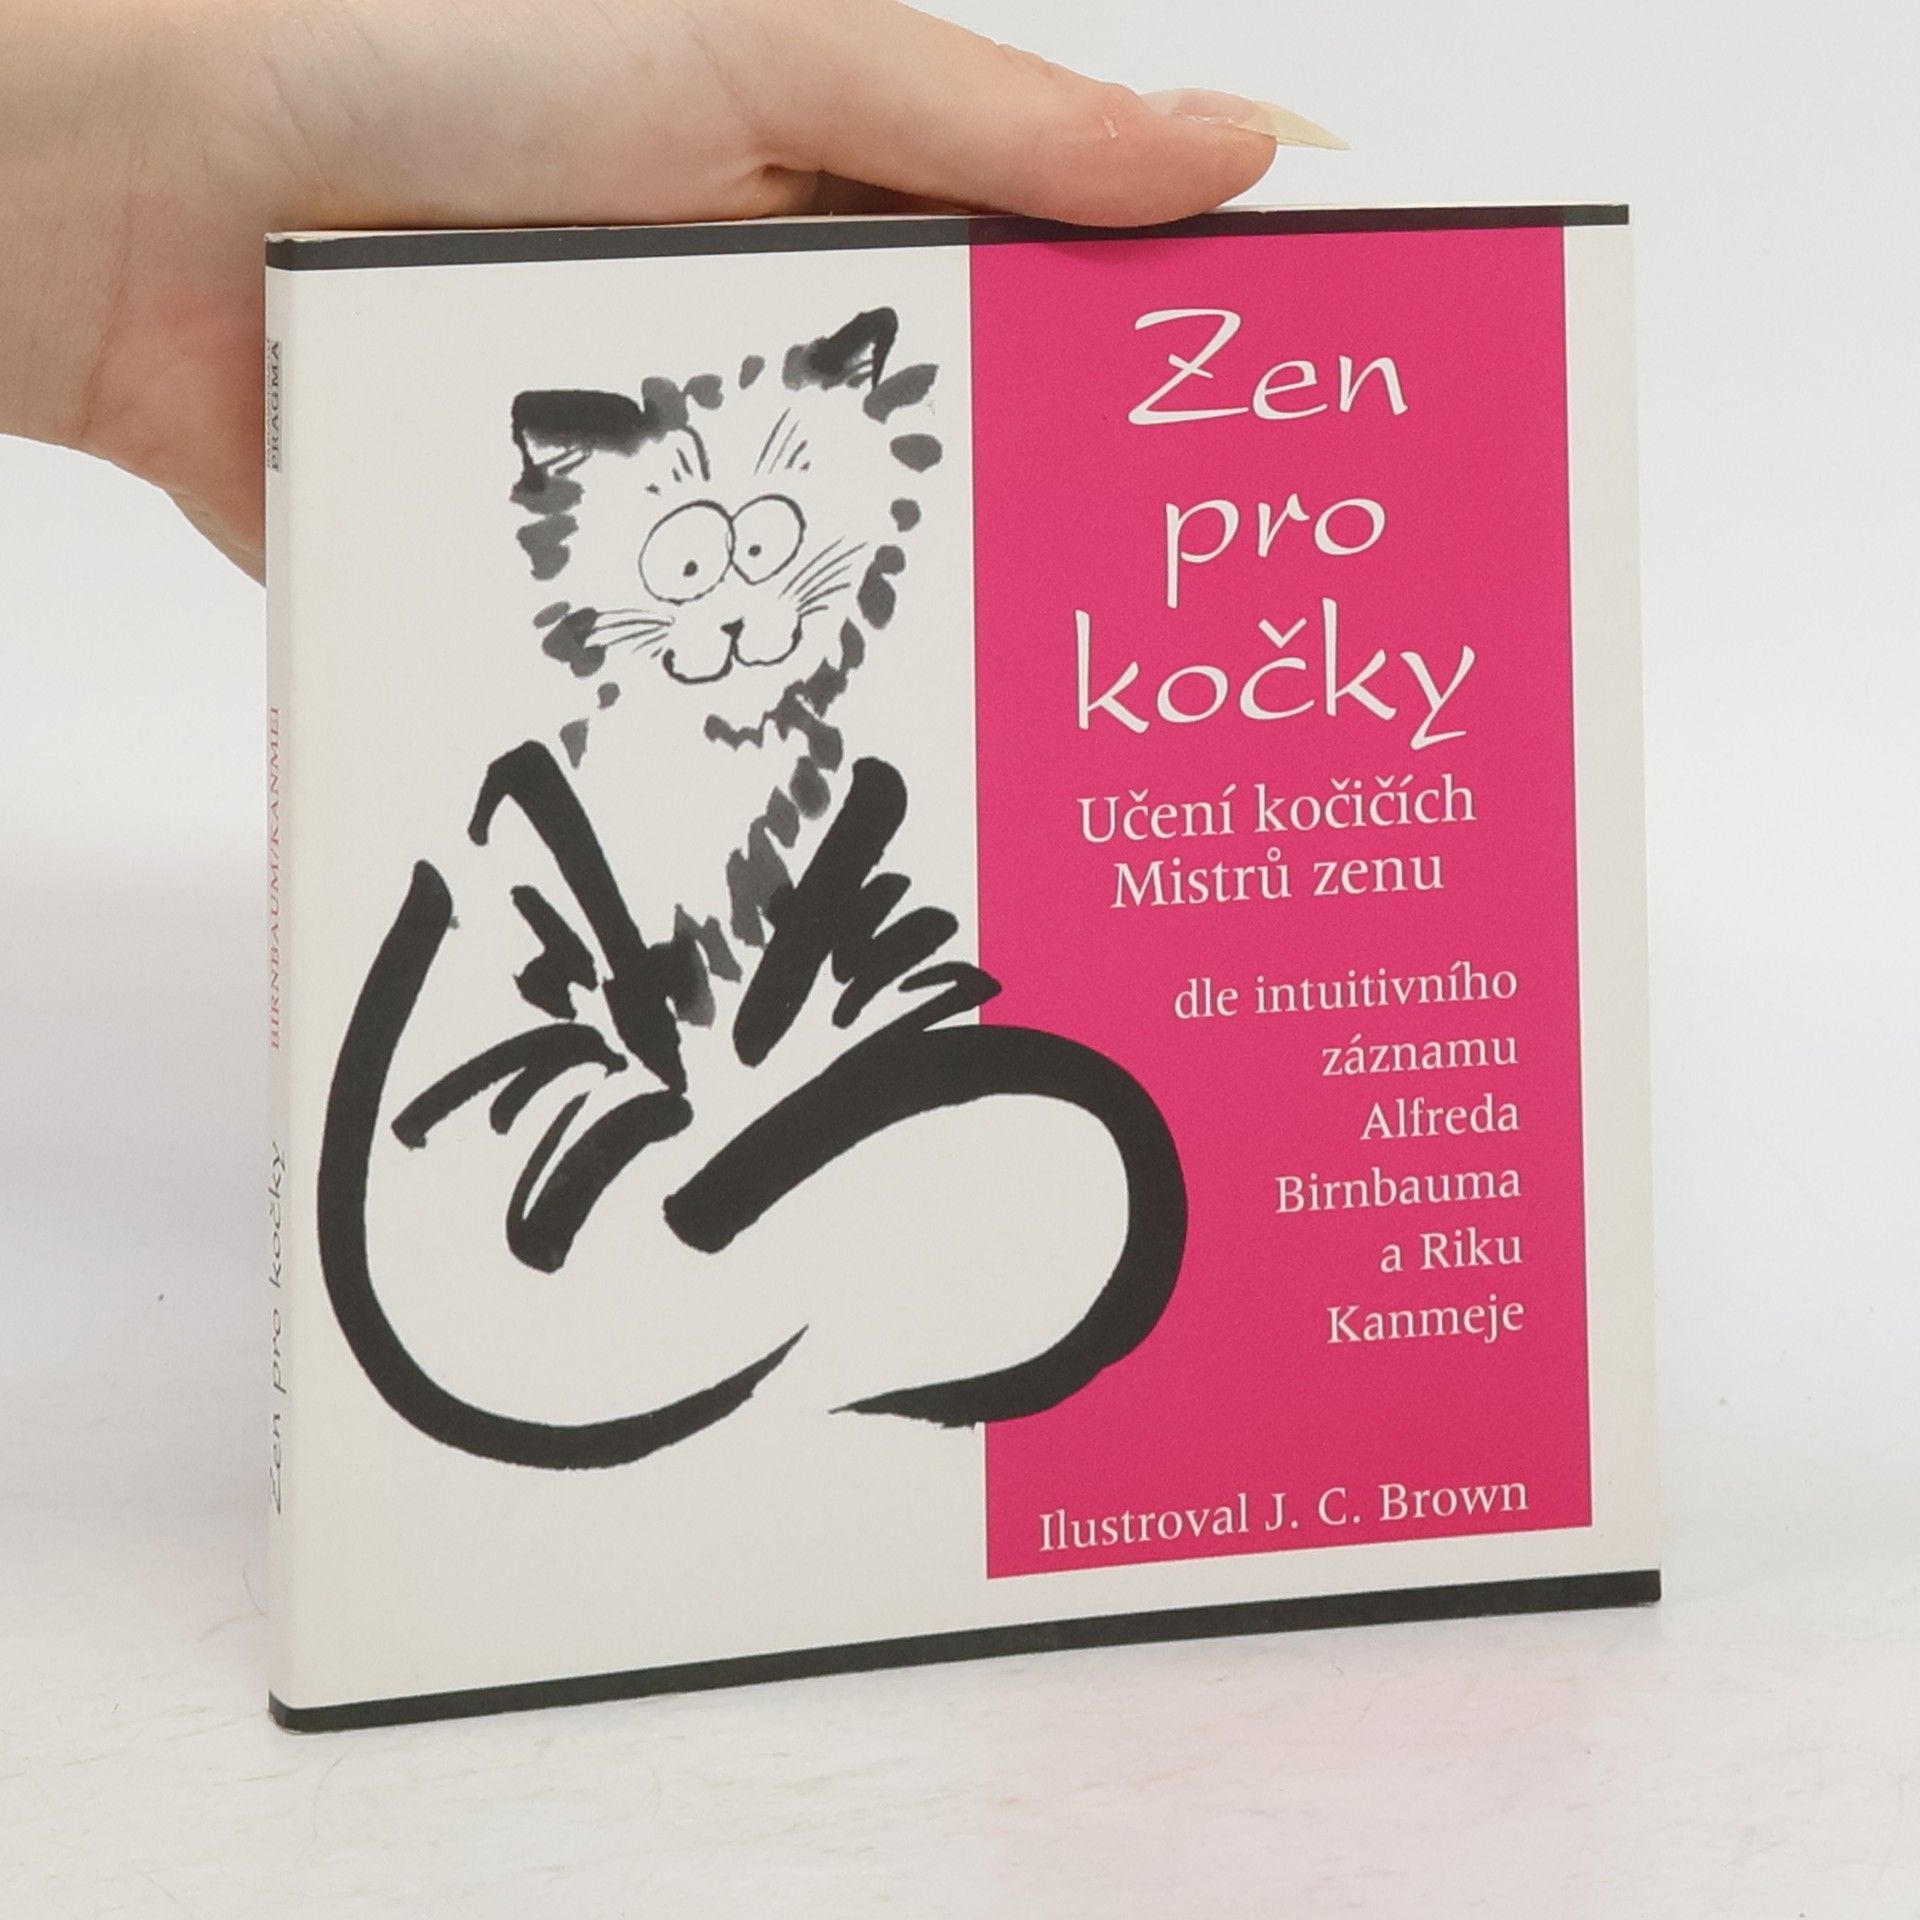 Zen
pro
kočky
Učení kočičích
Mistrů zenu
dle intuitivního
záznamu
Alfreda
Birnbauma
a Riku
Kanmeje
Ilustroval J. C. Brown
PRAGMA
BIRNBAUM/KANMEI
Zen pro kočky